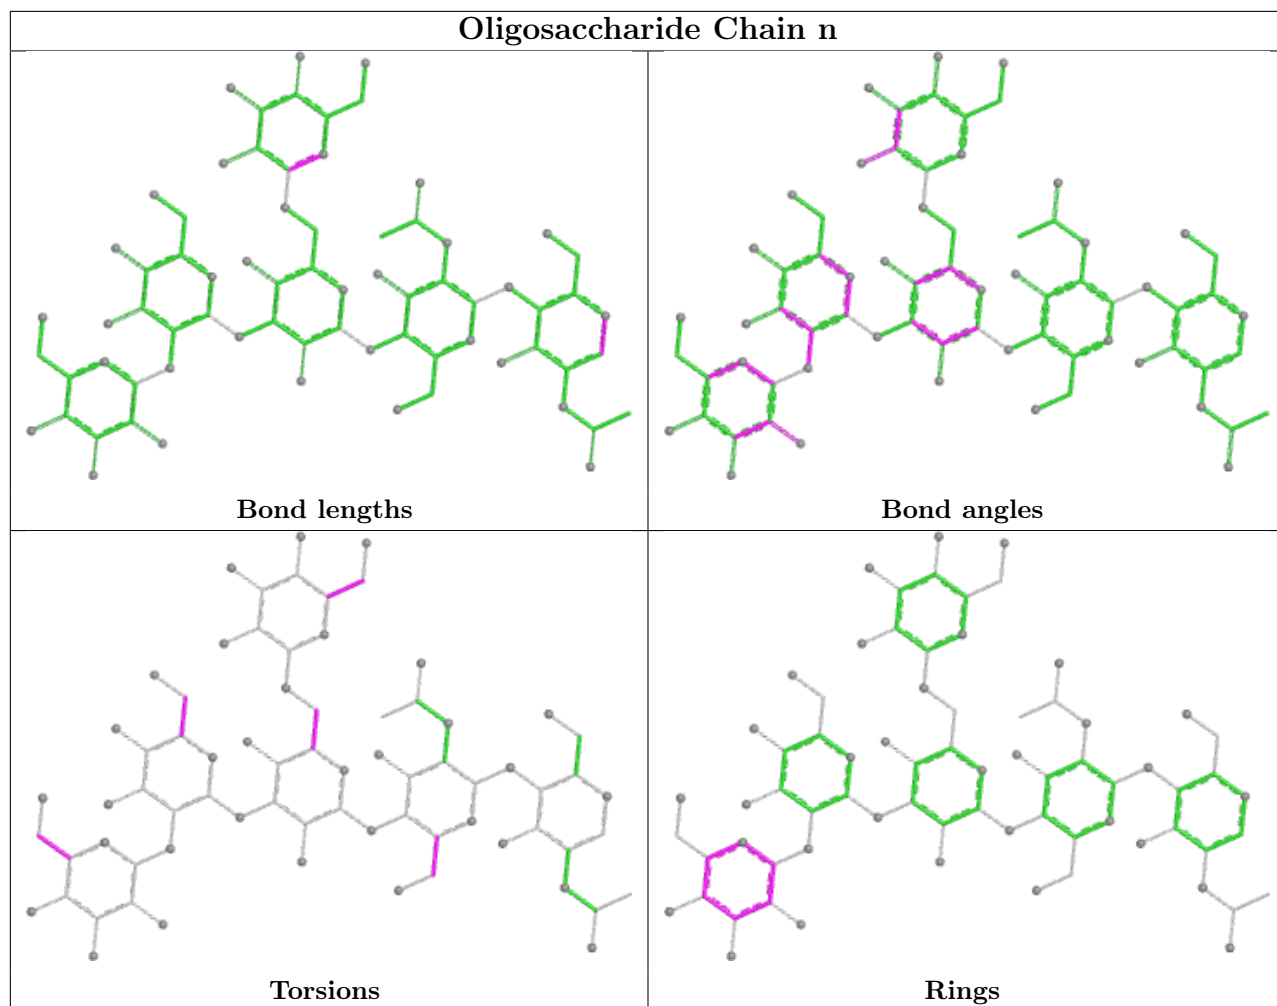 Oligosaccharide Chain n
Bond lengths
Bond angles
Torsions
Rings